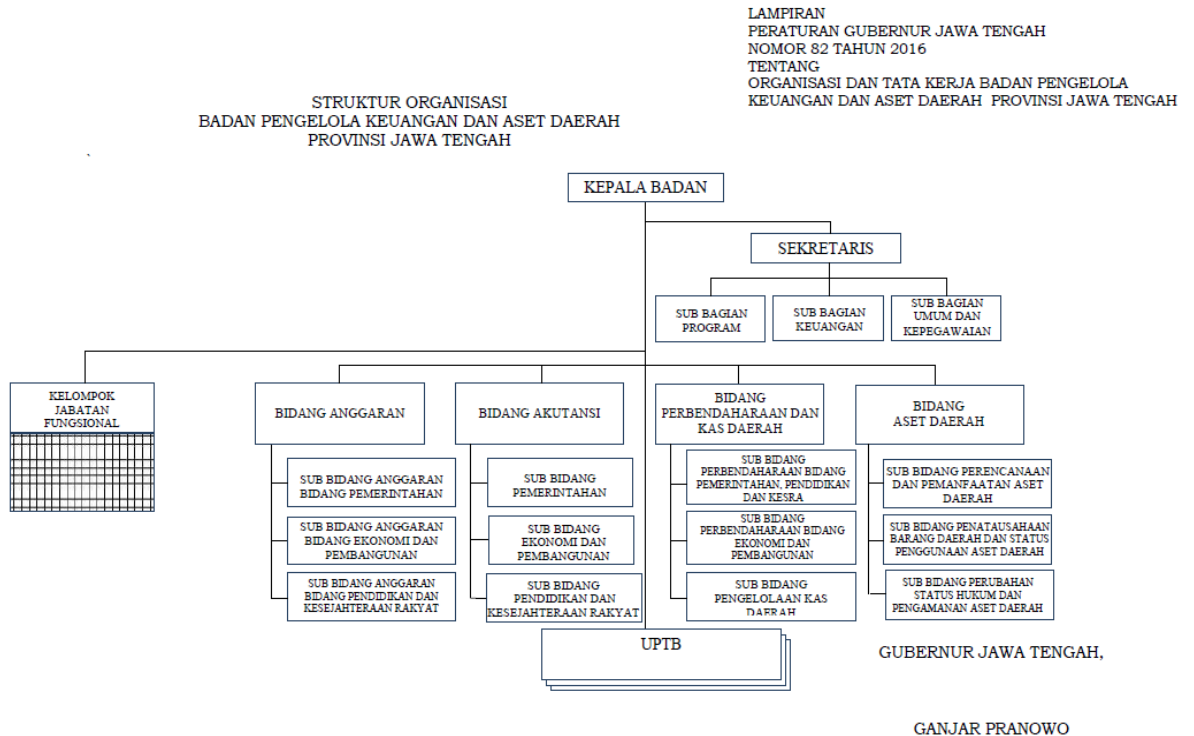 LAMPIRAN
PERATURAN GUBERNUR JAWA TENGAH
NOMOR 82 TAHUN 2016
TENTANG
ORGANISASI DAN TATA KERJA BADAN PENGELOLA
KEUANGAN DAN ASET DAERAH PROVINSI JAWA TENGAH
STRUKTUR ORGANISASI
BADAN PENGELOLA KEUANGAN DAN ASET DAERAH
PROVINSI JAWA TENGAH
KEPALA BADAN
SEKRETARIS
SUB BAGIAN
PROGRAM
SUB BAGIAN
KEUANGAN
SUB BAGIAN
UMUM DAN
KEPEGAWAIAN
KELOMPOK
JABATAN
FUNGSIONAL
BIDANG ANGGARAN
SUB BIDANG ANGGARAN
BIDANG PEMERINTAHAN
SUB BIDANG ANGGARAN
BIDANG EKONOMI DAN
PEMBANGUNAN
SUB BIDANG ANGGARAN
BIDANG PENDIDIKAN DAN
KESEJAHTERAAN RAKYAT
BIDANG AKUTANSI
SUB BIDANG
PEMERINTAHAN
SUB BIDANG
EKONOMI DAN
PEMBANGUNAN
SUB BIDANG
PENDIDIKAN DAN
KESEJAHTERAAN RAKYAT
BIDANG
PERBENDAHARAAN DAN
KAS DAERAH
SUB BIDANG
PERBENDAHARAAN BIDANG
PEMERINTAHAN, PENDIDIKAN
DAN KESRA
SUB BIDANG
PERBENDAHARAAN BIDANG
EKONOMI DAN
PEMBANGUNAN
SUB BIDANG
PENGELOLAAN KAS
DAERAH
BIDANG
ASET DAERAH
SUB BIDANG PERENCANAAN
DAN PEMANFAATAN ASET
DAERAH
SUB BIDANG PENATAUSAHAAN
BARANG DAERAH DAN STATUS
PENGGUNAAN ASET DAERAH
SUB BIDANG PERUBAHAN
STATUS HUKUM DAN
PENGAMANAN ASET DAERAH
UPTB
GUBERNUR JAWA TENGAH,
GANJAR PRANOWO